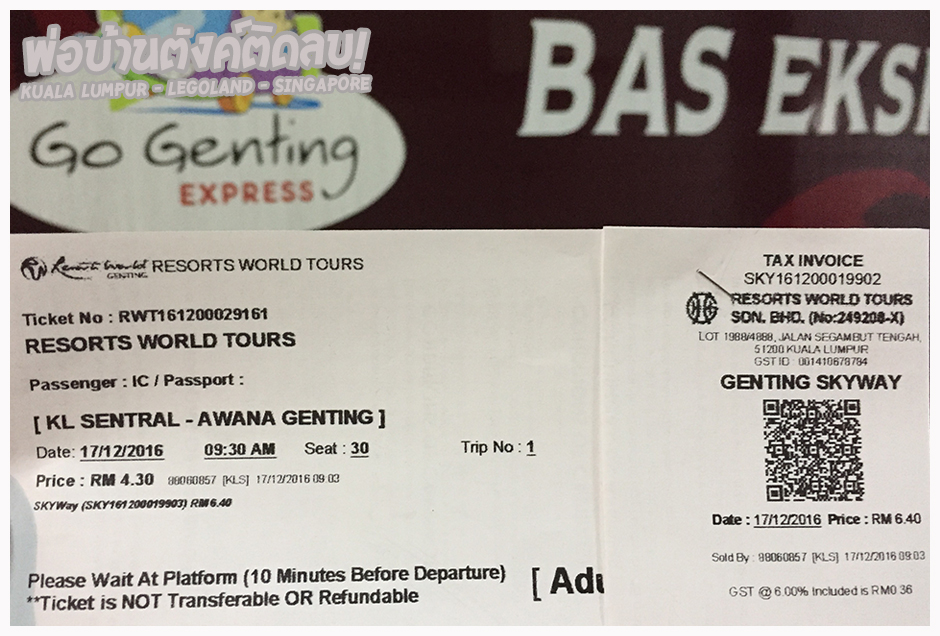 พ่อบ้านตังค์ติดลบ!
KUALA LUMPUR - LEGOLAND - SINGAPORE
Go Genting
EXPRESS
BAS EKS
Resorts World
GENTING
RESORTS WORLD TOURS
Ticket No : RWT161200029161
RESORTS WORLD TOURS
Passenger : IC / Passport :
[ KL SENTRAL - AWANA GENTING ]
Date: 17/12/2016 09:30 AM Seat : 30 Trip No : 1
Price : RM 4.30 88060857 [KLS] 17/12/2016 09:03
SKYWay (SKY161200019903) RM6.40
Please Wait At Platform (10 Minutes Before Departure)
**Ticket is NOT Transferable OR Refundable
[ Adu
TAX INVOICE
SKY161200019902
RESORTS WORLD TOURS
SDN. BHD. (No:249208-X)
LOT 1988/4888, JALAN SEGAMBUT TENGAH,
51200 KUALA LUMPUR
GST ID : 001410678784
GENTING SKYWAY
Date : 17/12/2016 Price : RM 6.40
Sold By : 88060857 [KLS] 17/12/2016 09:03
GST @ 6.00% Included is RM0.36